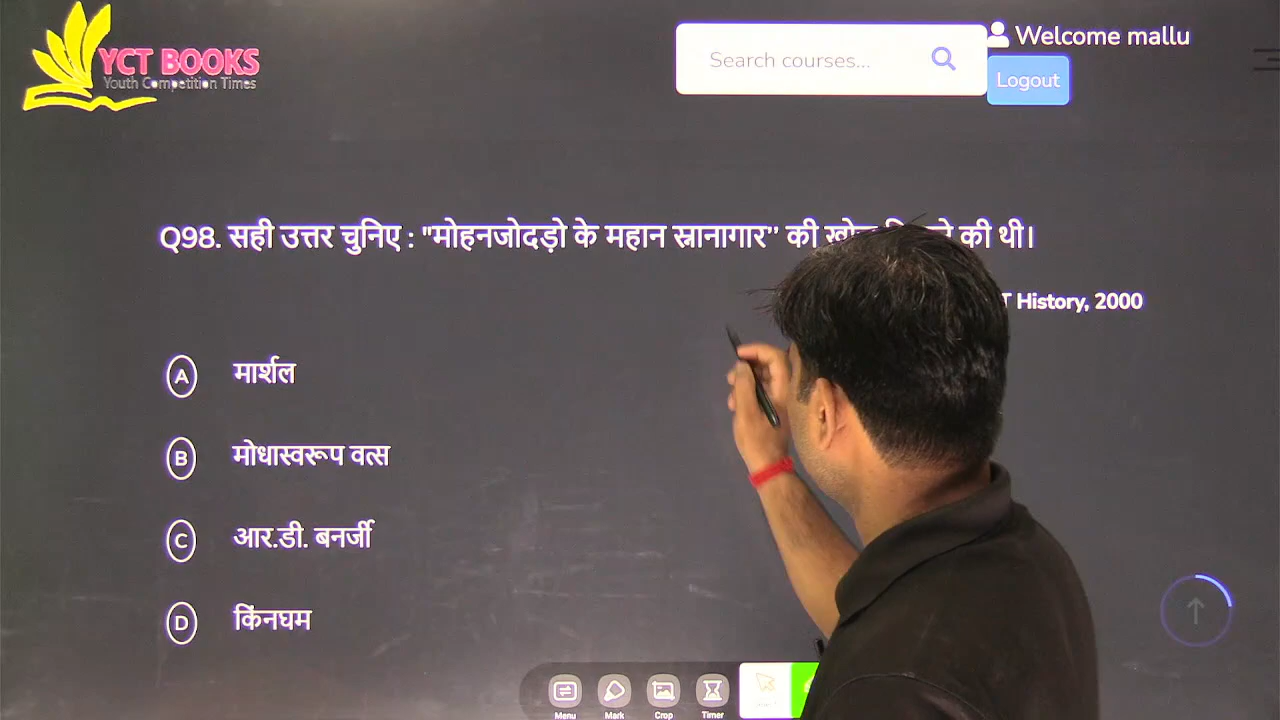 YCT BOOKS
Youth Competition Times
Search courses...
Welcome mallu
Logout
Q98. सही उत्तर चुनिए : "मोहनजोदड़ो के महान स्नानागार’’ की की थी।
History, 2000
A मार्शल
B मोधास्वरूप वत्स
C आर.डी. बनर्जी
D किंनघम
Menu
Mark
Crop
Timer